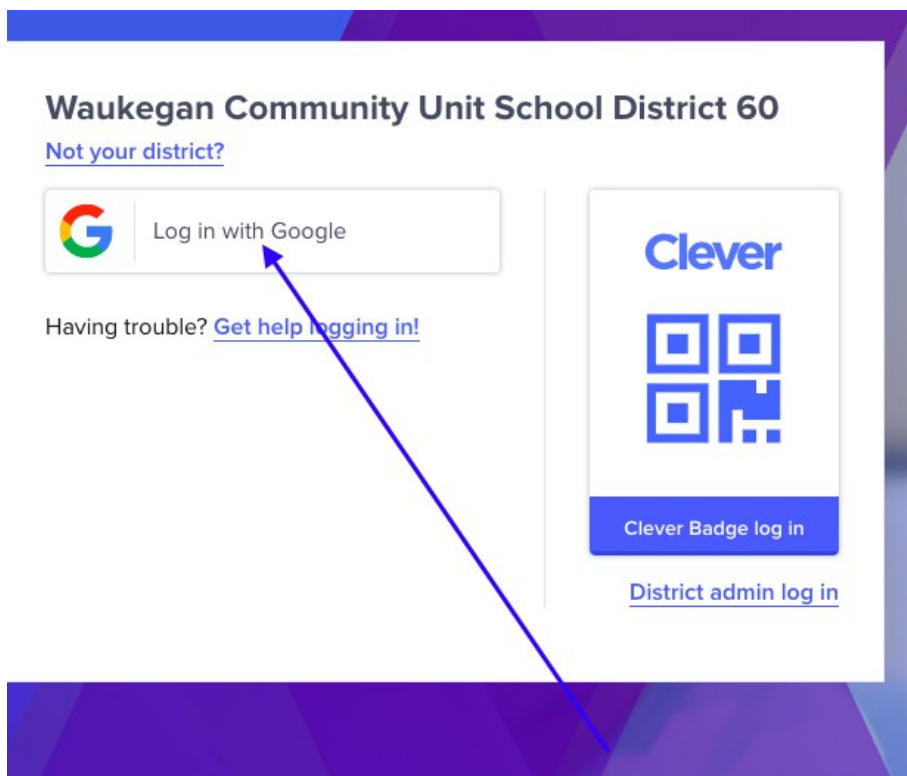 Waukegan Community Unit School District 60
Not your district?
Log in with Google
Having trouble? Get help logging in!
Clever
Clever Badge log in
District admin log in